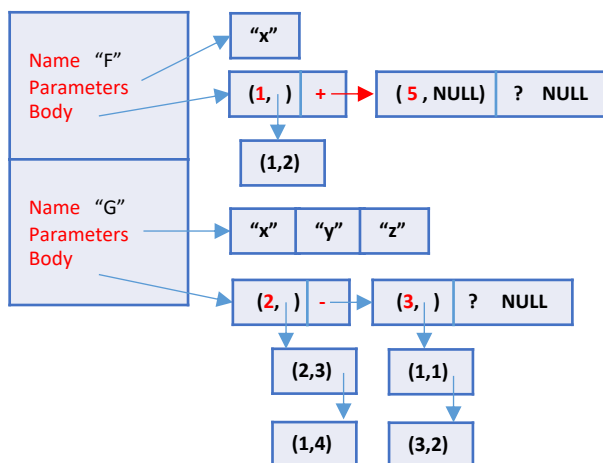 Name “F”
Parameters
Body
“x”
(1, ) +
( 5 , NULL) ? NULL
(1,2)
Name “G”
Parameters
Body
“x” “y” “z”
(2, ) -
(3, ) ? NULL
(2,3)
(1,1)
(1,4)
(3,2)